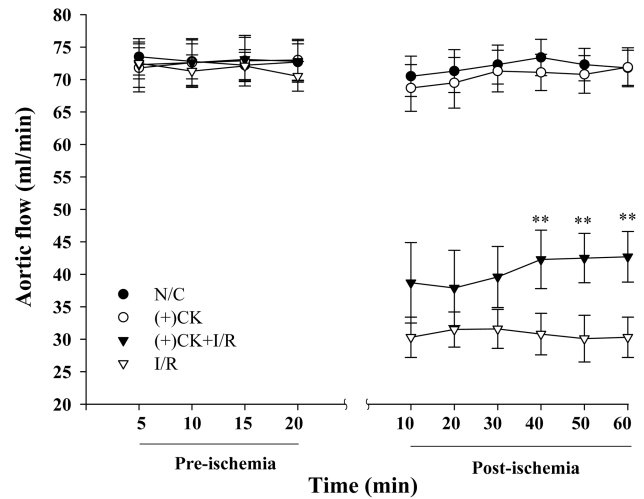 Aortic flow (ml/min)
80
75
70
65
60
55
50
45
40
35
30
25
20
** ** **
N/C
(+)CK
(+)CK+I/R
I/R
5 10 15 20 10 20 30 40 50 60
Pre-ischemia Post-ischemia
Time (min)